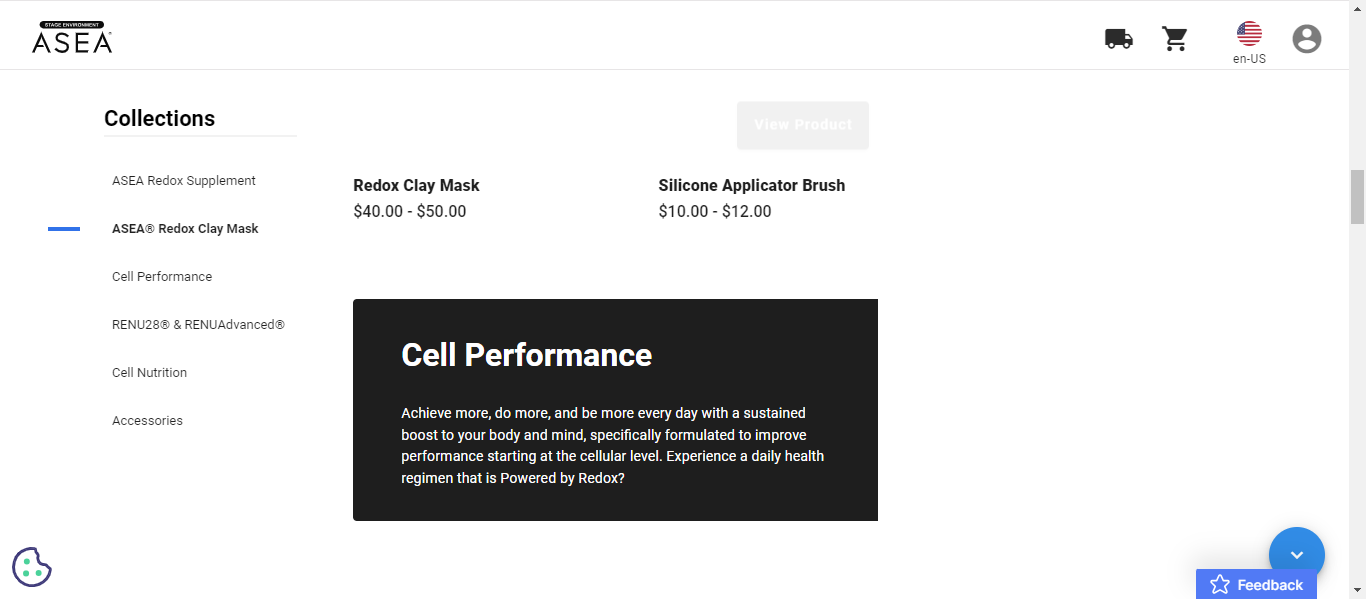 STAGE ENVIRONMENT
ASEA
en-US
Collections
ASEA Redox Supplement
ASEA® Redox Clay Mask
Cell Performance
RENU28® & RENUAdvanced®
Cell Nutrition
Accessories
View Product
Redox Clay Mask
$40.00 - $50.00
Silicone Applicator Brush
$10.00 - $12.00
Cell Performance
Achieve more, do more, and be more every day with a sustained
boost to your body and mind, specifically formulated to improve
performance starting at the cellular level. Experience a daily health
regimen that is Powered by Redox?
Feedback